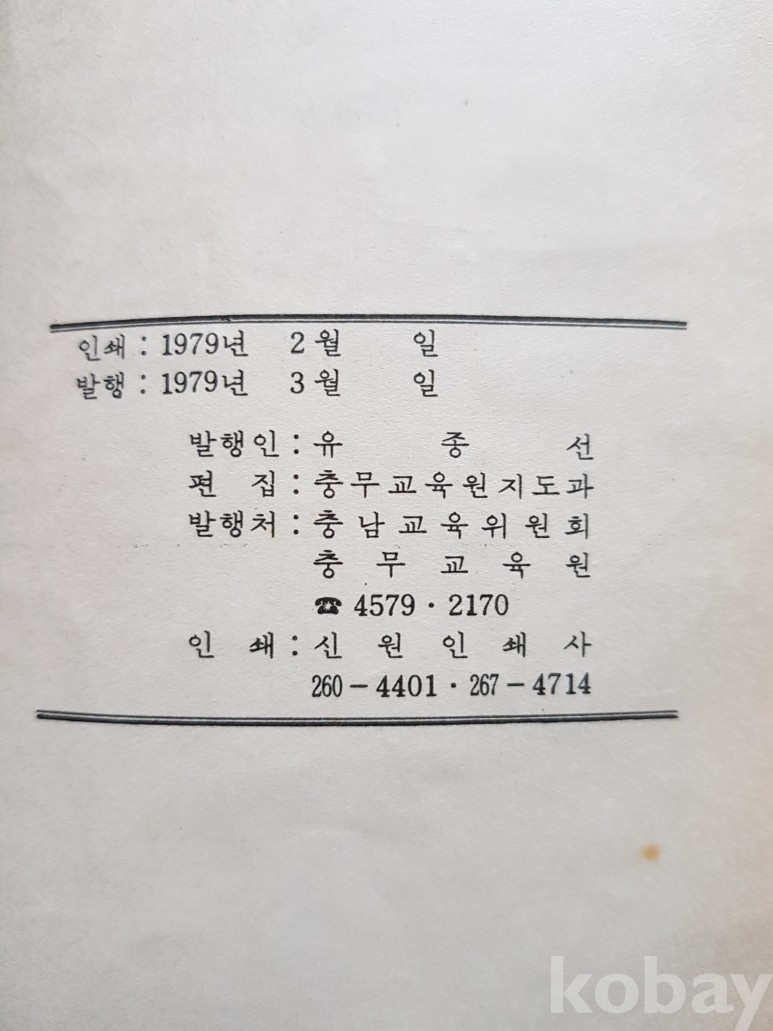 인쇄 : 1979년 2월 일
발행 : 1979년 3월 일
발행인 : 유 종 선
편 집 : 충무교육원지도과
발행처 : 충남교육위원회
충 무 교 육 원
☎ 4579 · 2170
인 쇄 : 신 원 인 쇄 사
260-4401 · 267-4714
kobay